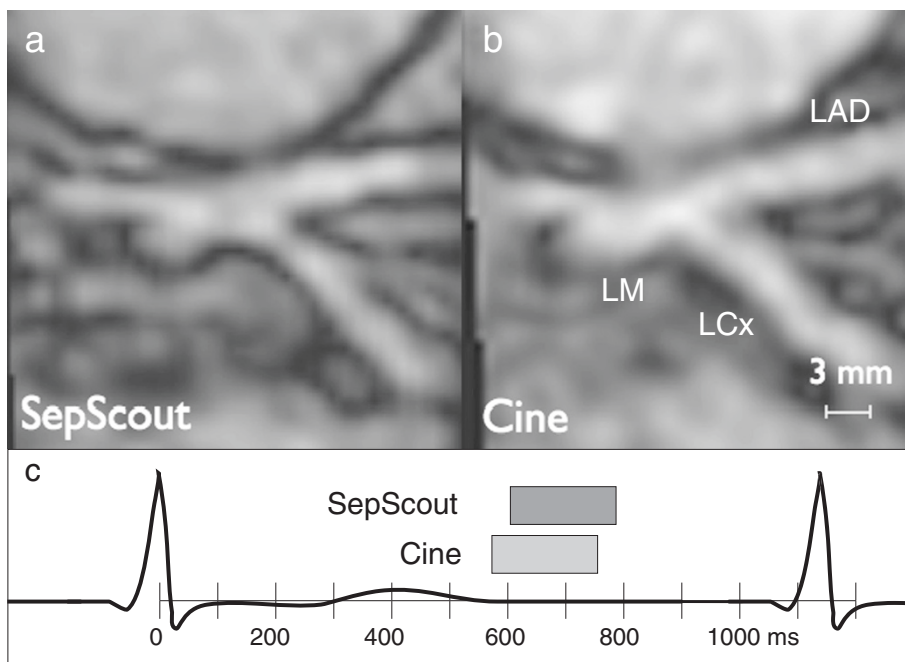 a
b
LAD
LM
LCx
3 mm
SepScout
Cine
c
SepScout
Cine
0 200 400 600 800 1000 ms